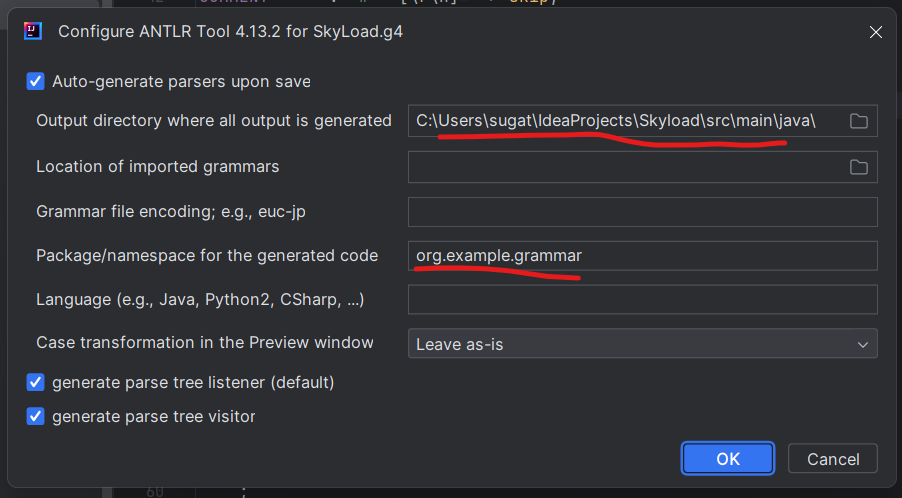 Configure ANTLR Tool 4.13.2 for SkyLoad.g4
Auto-generate parsers upon save
Output directory where all output is generated C:\Users\sugat\IdeaProjects\Skyload\src\main\java\
Location of imported grammars
Grammar file encoding; e.g., euc-jp
Package/namespace for the generated code org.example.grammar
Language (e.g., Java, Python2, CSharp, ...)
Case transformation in the Preview window Leave as-is
generate parse tree listener (default)
generate parse tree visitor
OK Cancel
60 ;